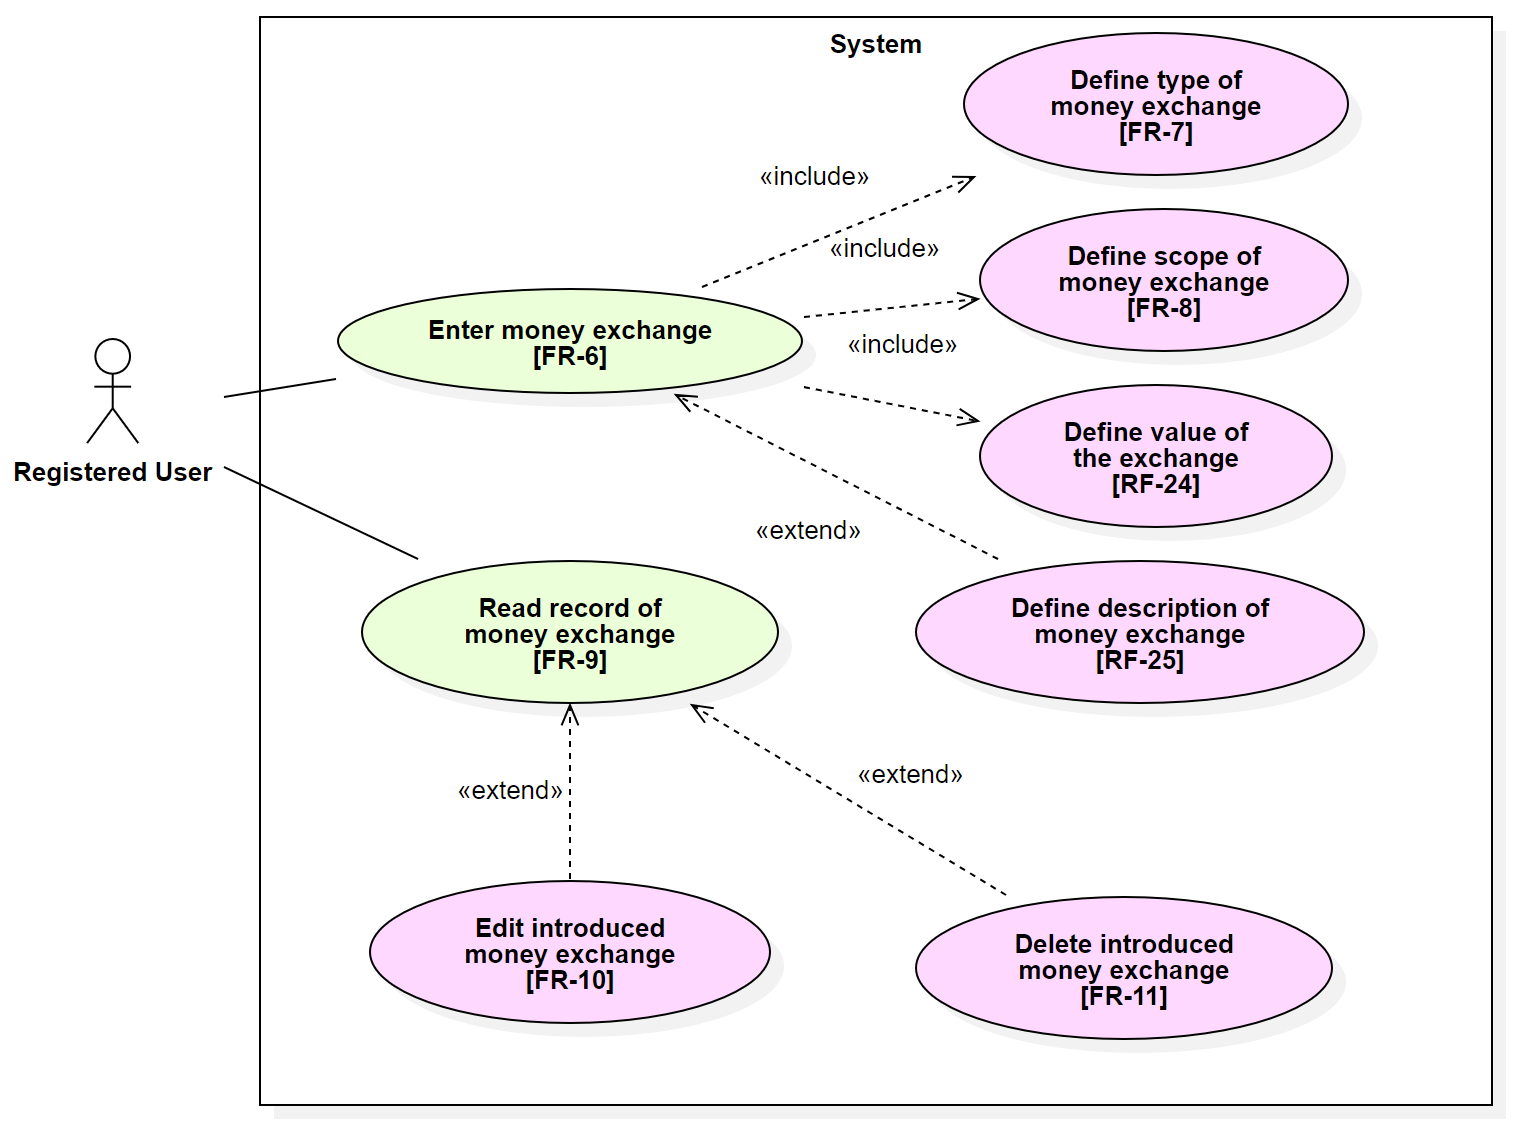 System
Define type of
money exchange
[FR-7]
«include»
«include»
Define scope of
money exchange
[FR-8]
Enter money exchange
[FR-6]
«include»
Define value of
the exchange
[RF-24]
Registered User
«extend»
Read record of
money exchange
[FR-9]
Define description of
money exchange
[RF-25]
«extend»
«extend»
Edit introduced
money exchange
[FR-10]
Delete introduced
money exchange
[FR-11]